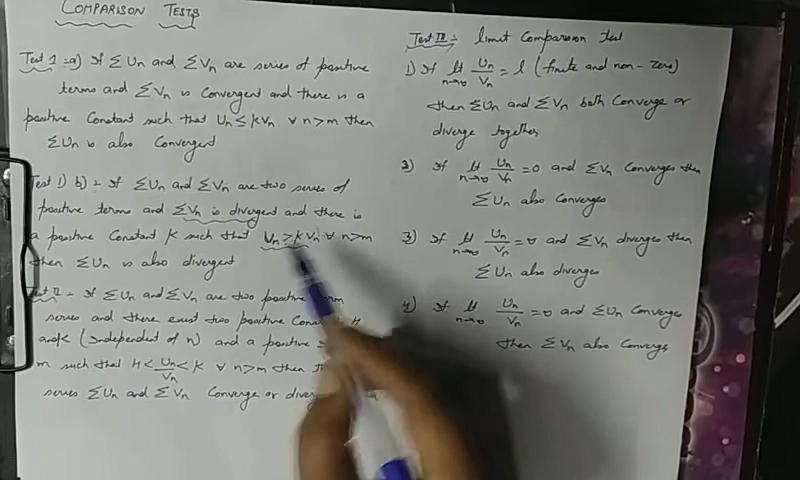 COMPARISON TESTS
Test 1 :- a) If Σ Un and Σ Vn are series of positive
terms and Σ Vn is convergent and there is a
positive constant such that Un ≤ kVn ∀ n>m then
ΣUn is also Convergent
Test 1) b) :- If ΣUn and ΣVn are two series of
positive terms and ΣVn is divergent and there is
a positive Constant K such that Un ≥ KVn ∀ n>m
then ΣUn is also divergent
Test II :- If ΣUn and ΣVn are two positive term
series and there exist two positive H
and K (independent of n) and a positive
m such that H < Un/Vn < K ∀ n>m then
series ΣUn and ΣVn Converge or
Test III :- limit Comparison test
1) If lt n→∞ Un/Vn = l (finite and non-zero)
then ΣUn and ΣVn both Converge or
diverge together
2) If lt n→∞ Un/Vn = 0 and ΣVn Converges then
ΣUn also Converges
3) If lt n→∞ Un/Vn = ∞ and ΣVn diverges then
ΣUn also diverges
4) If lt n→∞ Un/Vn = ∞ and ΣUn Converges
then ΣVn also Converges